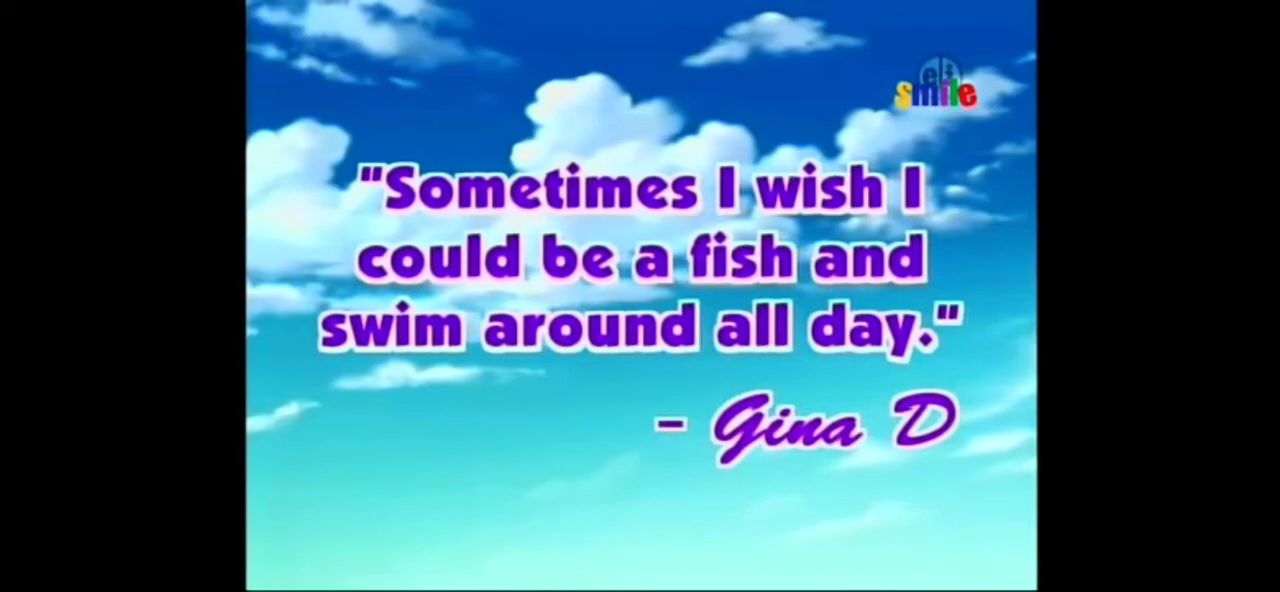 smile
"Sometimes I wish I
could be a fish and
swim around all day."
- Gina D